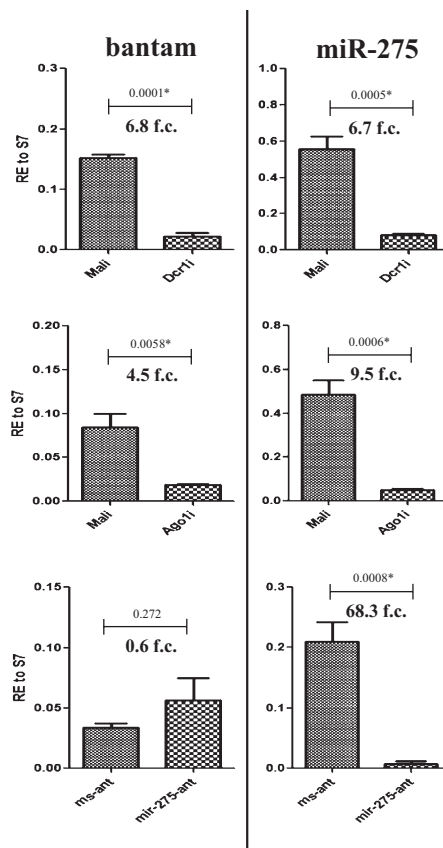 bantam
miR-275
0.3
0.2
0.1
0.0
RE to S7
0.0001*
6.8 f.c.
Mali
Dcr1i
1.0
0.8
0.6
0.4
0.2
0.0
0.0005*
6.7 f.c.
Mali
Dcr1i
0.20
0.15
0.10
0.05
0.00
RE to S7
0.0058*
4.5 f.c.
Mali
Ago1i
0.8
0.6
0.4
0.2
0.0
0.0006*
9.5 f.c.
Mali
Ago1i
0.15
0.10
0.05
0.00
RE to S7
0.272
0.6 f.c.
ms-ant
mir-275-ant
0.3
0.2
0.1
0.0
0.0008*
68.3 f.c.
ms-ant
mir-275-ant